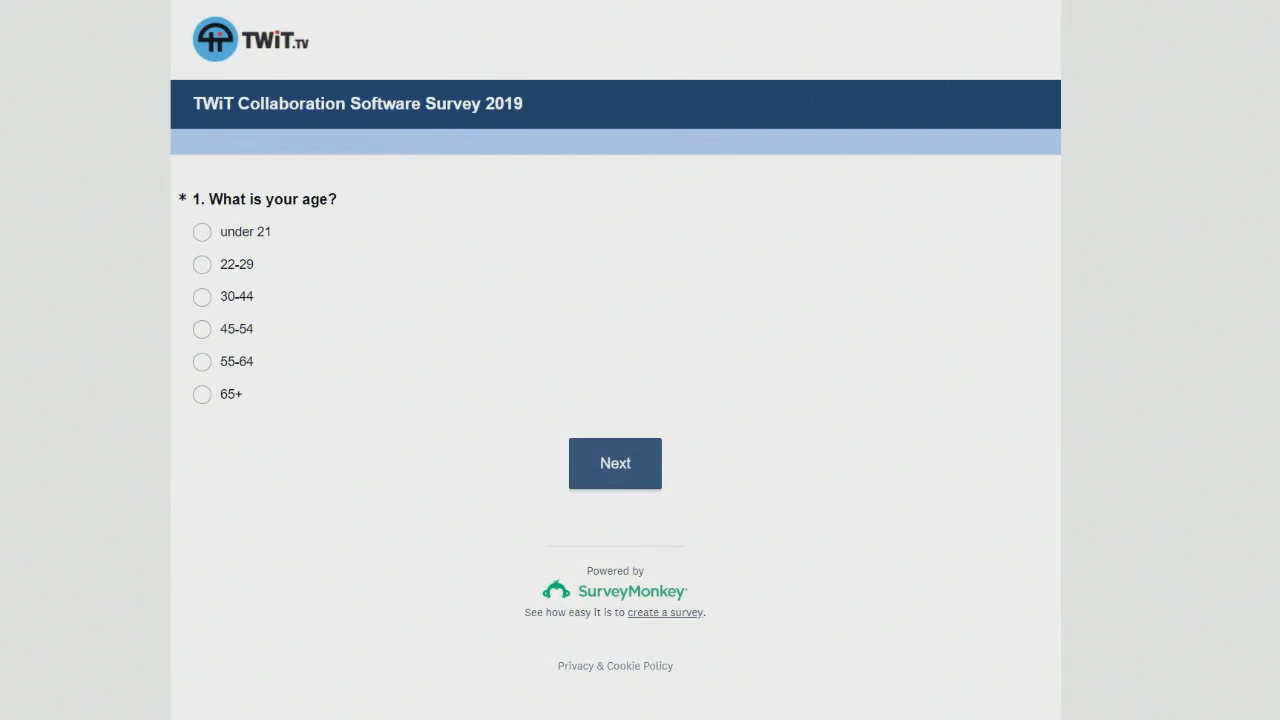 TWiT.TV
TWiT Collaboration Software Survey 2019
* 1. What is your age?
under 21
22-29
30-44
45-54
55-64
65+
Next
Powered by
SurveyMonkey
See how easy it is to create a survey.
Privacy & Cookie Policy